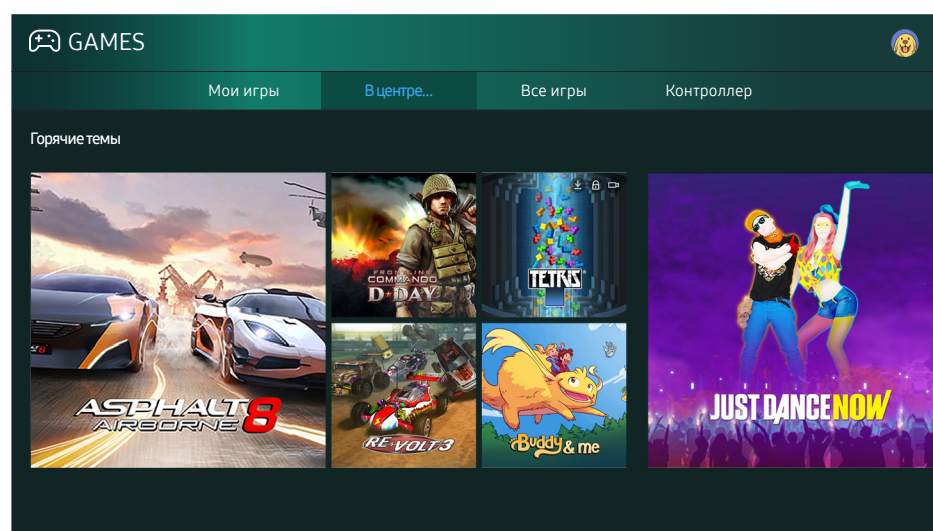 GAMES
Мои игры
В центре...
Все игры
Контроллер
Горячие темы
ASPHALT 8
AIRBORNE
FRONTLINE
COMMANDO
D-DAY
TETRIS
RE-VOLT 3
Buddy & me
JUST DANCE NOW